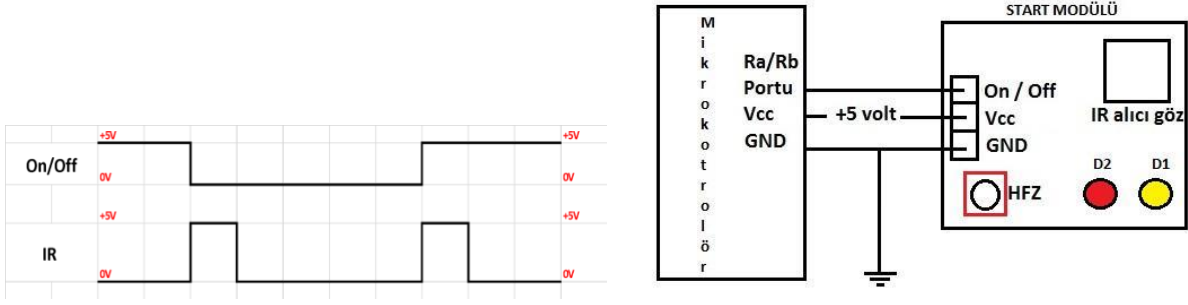 +5V
+5V
On/Off
0V
0V
+5V
+5V
IR
0V
0V
Mikrokotrolör
Ra/Rb
Portu
Vcc
GND
+5 volt
START MODÜLÜ
On / Off
Vcc
GND
IR alıcı göz
HFZ
D2
D1